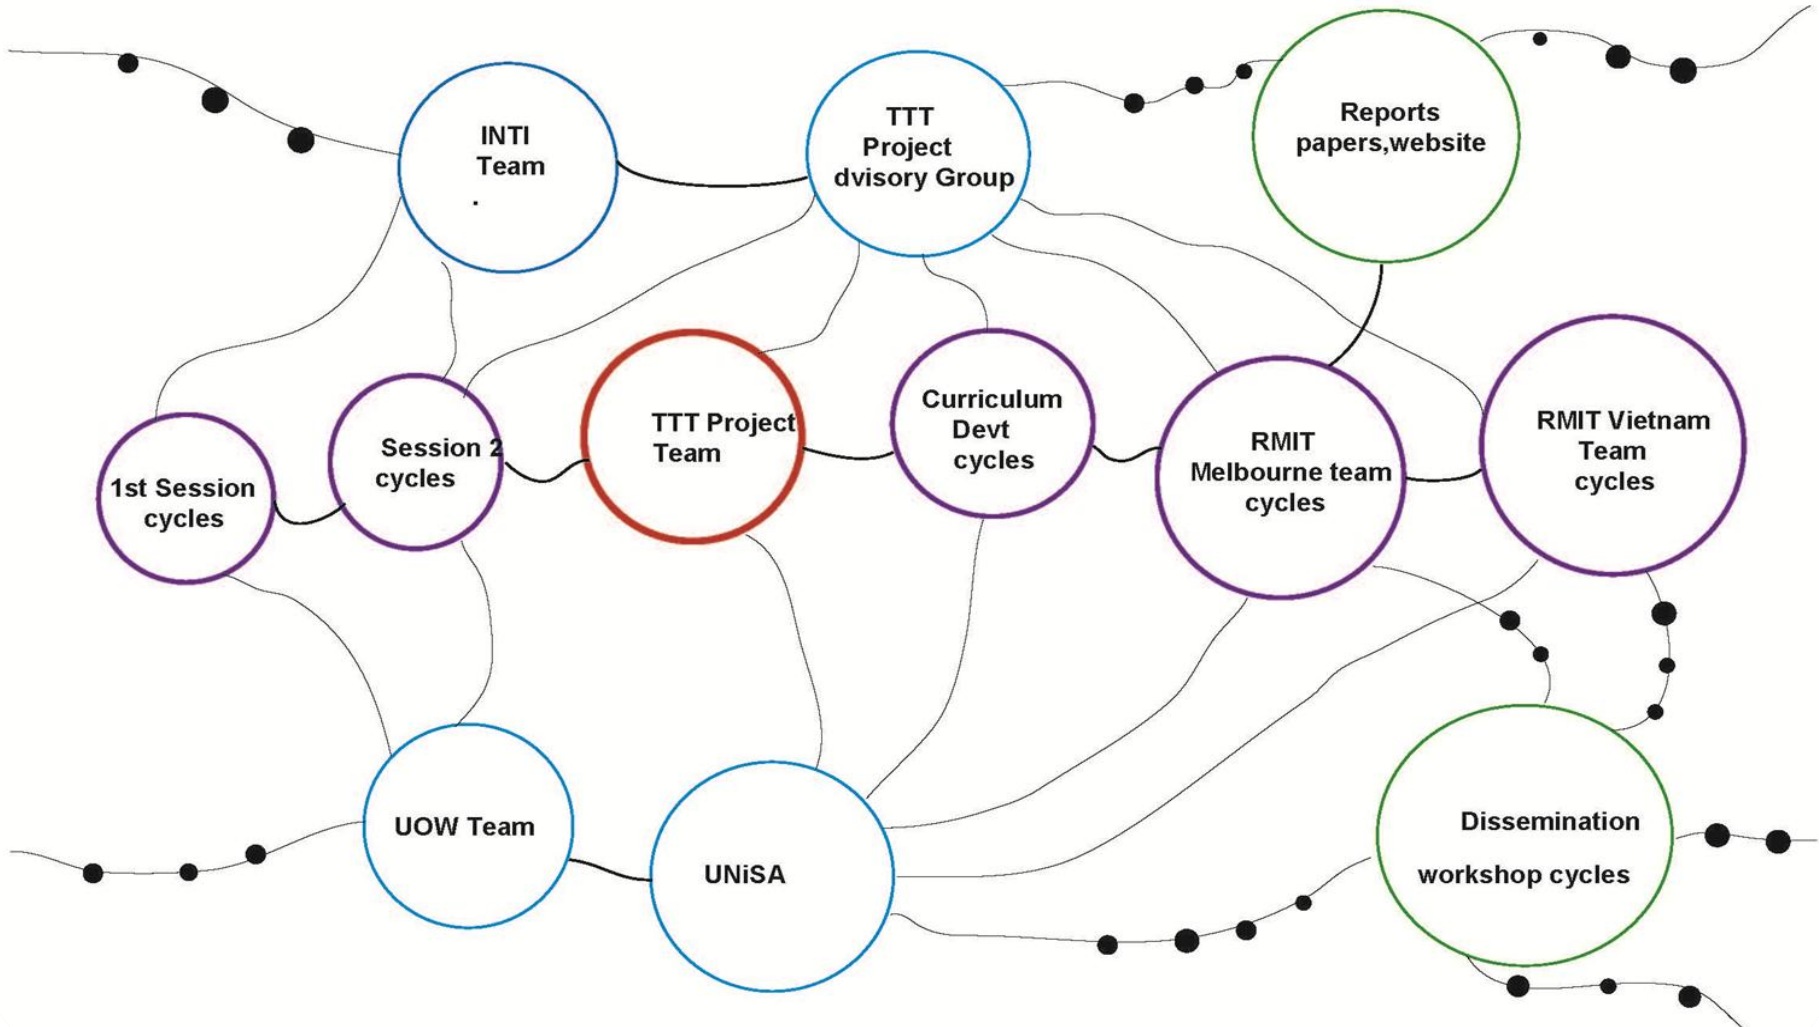 INTI
Team
.
TTT
Project
dvisory Group
Reports
papers,website
1st Session
cycles
Session 2
cycles
TTT Project
Team
Curriculum
Devt
cycles
RMIT
Melbourne team
cycles
RMIT Vietnam
Team
cycles
UOW Team
UNiSA
Dissemination
workshop cycles